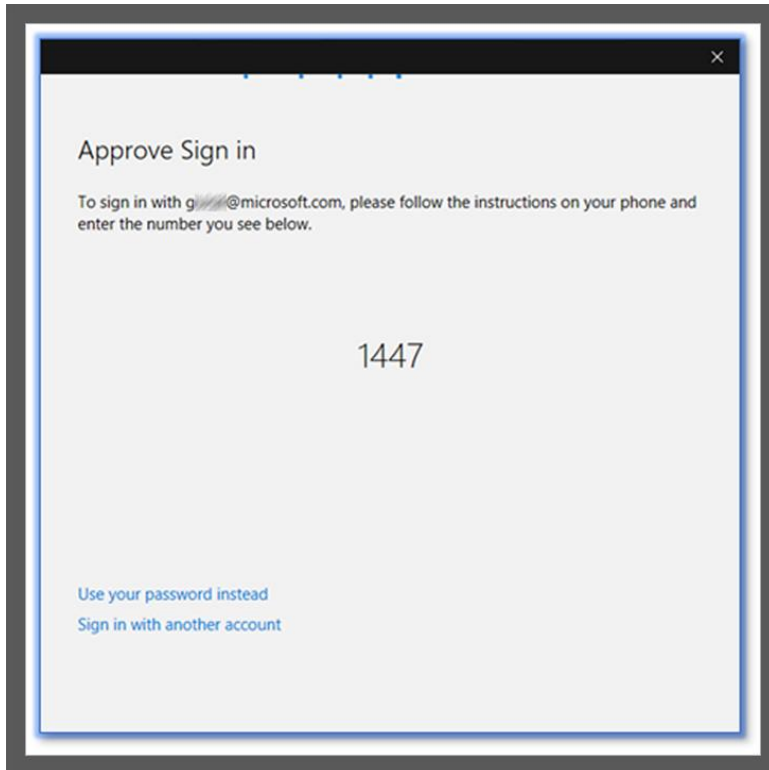 Approve Sign in
To sign in with g@microsoft.com, please follow the instructions on your phone and
enter the number you see below.
1447
Use your password instead
Sign in with another account